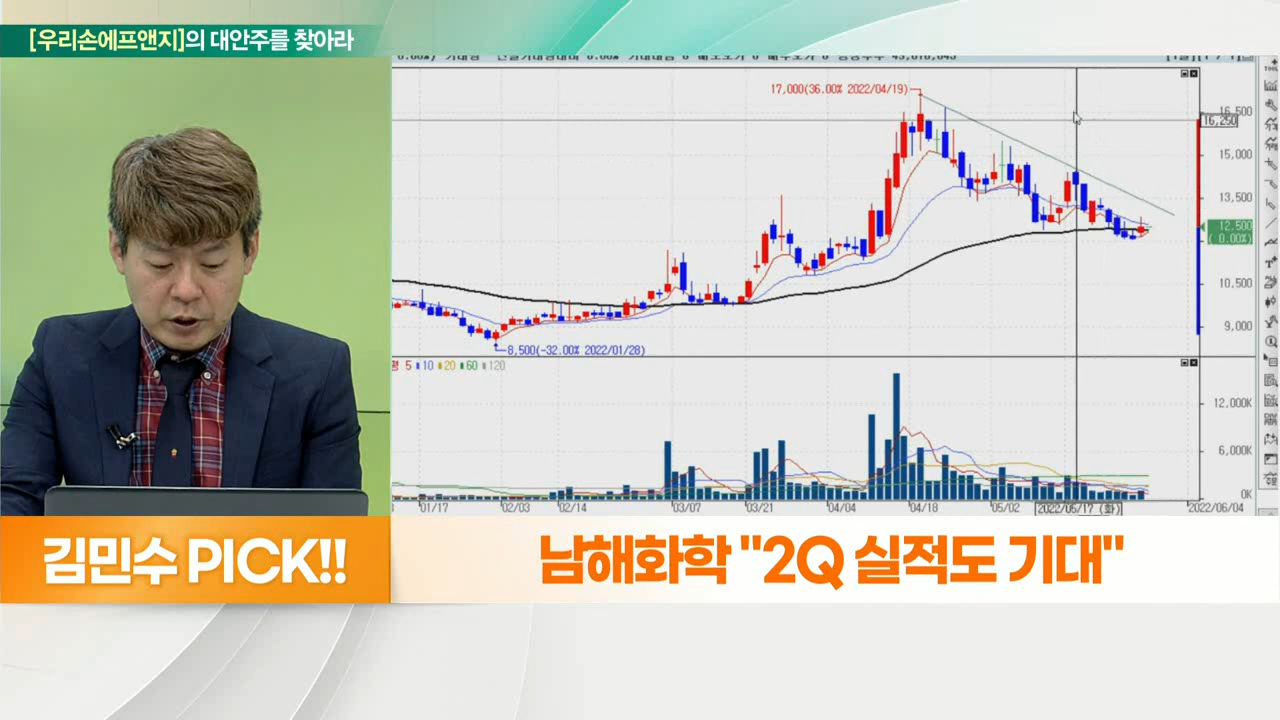 [우리손에프앤지]의 대안주를 찾아라
17,000(36.00% 2022/04/19)
16,500
16,250
15,000
13,500
12,500
( 0.00%)
10,500
9,000
8,500(-32.00% 2022/01/28)
평 5 10 20 60 120
12,000K
6,000K
0K
01/17 02/03 02/14 03/07 03/21 04/04 04/18 05/02 2022/05/17 (화) 2022/06/04
김민수 PICK!!
남해화학 "2Q 실적도 기대"